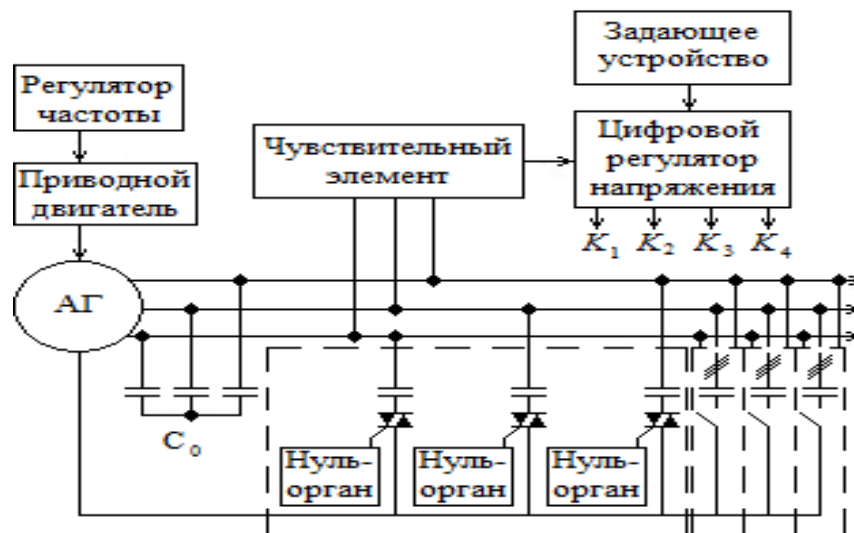 Задающее
устройство
Регулятор
частоты
Чувствительный
элемент
Цифровой
регулятор
напряжения
Приводной
двигатель
K1 K2 K3 K4
АГ
C0
Нуль-
орган
Нуль-
орган
Нуль-
орган